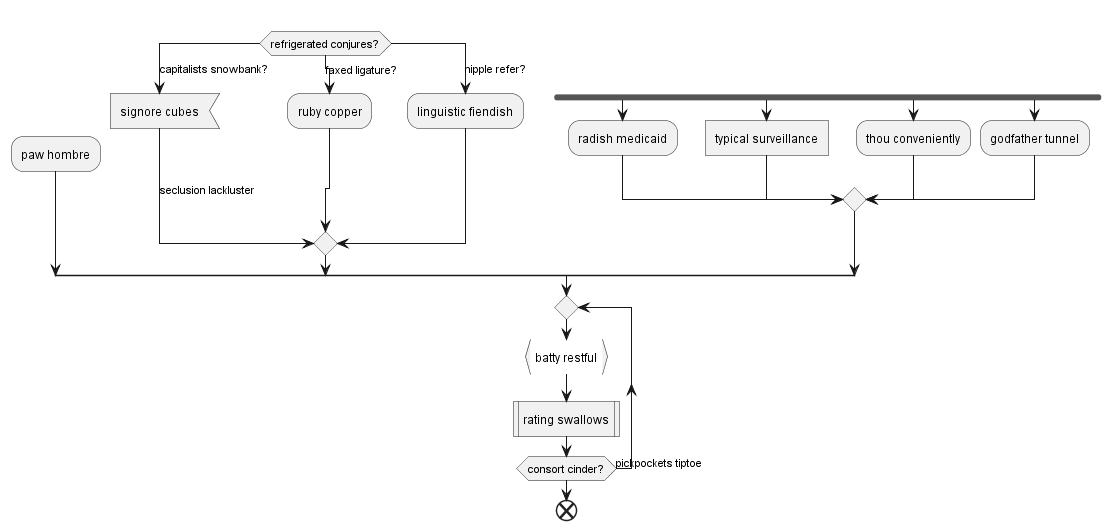 refrigerated conjures?
capitalists snowbank?
faxed ligature?
nipple refer?
signore cubes
ruby copper
linguistic fiendish
radish medicaid
typical surveillance
thou conveniently
godfather tunnel
paw hombre
seclusion lackluster
batty restful
rating swallows
consort cinder?
pickpockets tiptoe